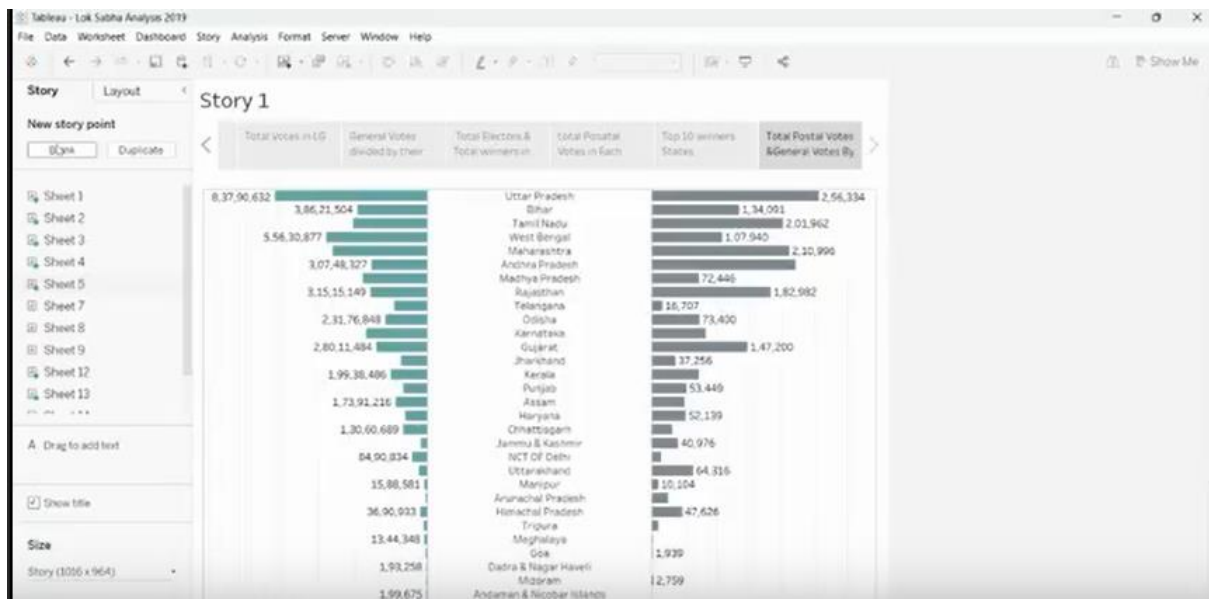 Tableau - Lok Sabha Analysis 2019
File Data Worksheet Dashboard Story Analysis Format Server Window Help
Show Me
Story Layout
Story 1
New story point
Blank Duplicate
Total Votes in LG
General Votes divided by their
Total Electors & Total winners in
total Posatal Votes in Each
Top 10 winners States
Total Postal Votes &General Votes By
Sheet 1
Sheet 2
Sheet 3
Sheet 4
Sheet 5
Sheet 7
Sheet 8
Sheet 9
Sheet 12
Sheet 13
A Drag to add text
Show title
Size
Story (1016 x 964)
8,37,90,632 Uttar Pradesh 2,56,334
3,86,21,504 Bihar 1,34,091
Tamil Nadu 2,01,962
5,56,30,877 West Bengal 1,07,940
Maharashtra 2,10,996
3,07,48,327 Andhra Pradesh
Madhya Pradesh 72,446
3,15,15,149 Rajasthan 1,82,982
Telangana 16,707
2,31,76,848 Odisha 73,400
Karnataka
2,80,11,484 Gujarat 1,47,200
Jharkhand 37,256
1,99,38,486 Kerala
Punjab 53,449
1,73,91,216 Assam
Haryana 52,139
1,30,60,689 Chhattisgarh
Jammu & Kashmir 40,976
84,90,834 NCT OF Delhi
Uttarakhand 64,316
15,88,581 Manipur 10,104
Arunachal Pradesh
36,90,933 Himachal Pradesh 47,626
Tripura
13,44,348 Meghalaya
Goa 1,939
1,93,258 Dadra & Nagar Haveli
Mizoram 2,759
1,99,675 Andaman & Nicobar Islands